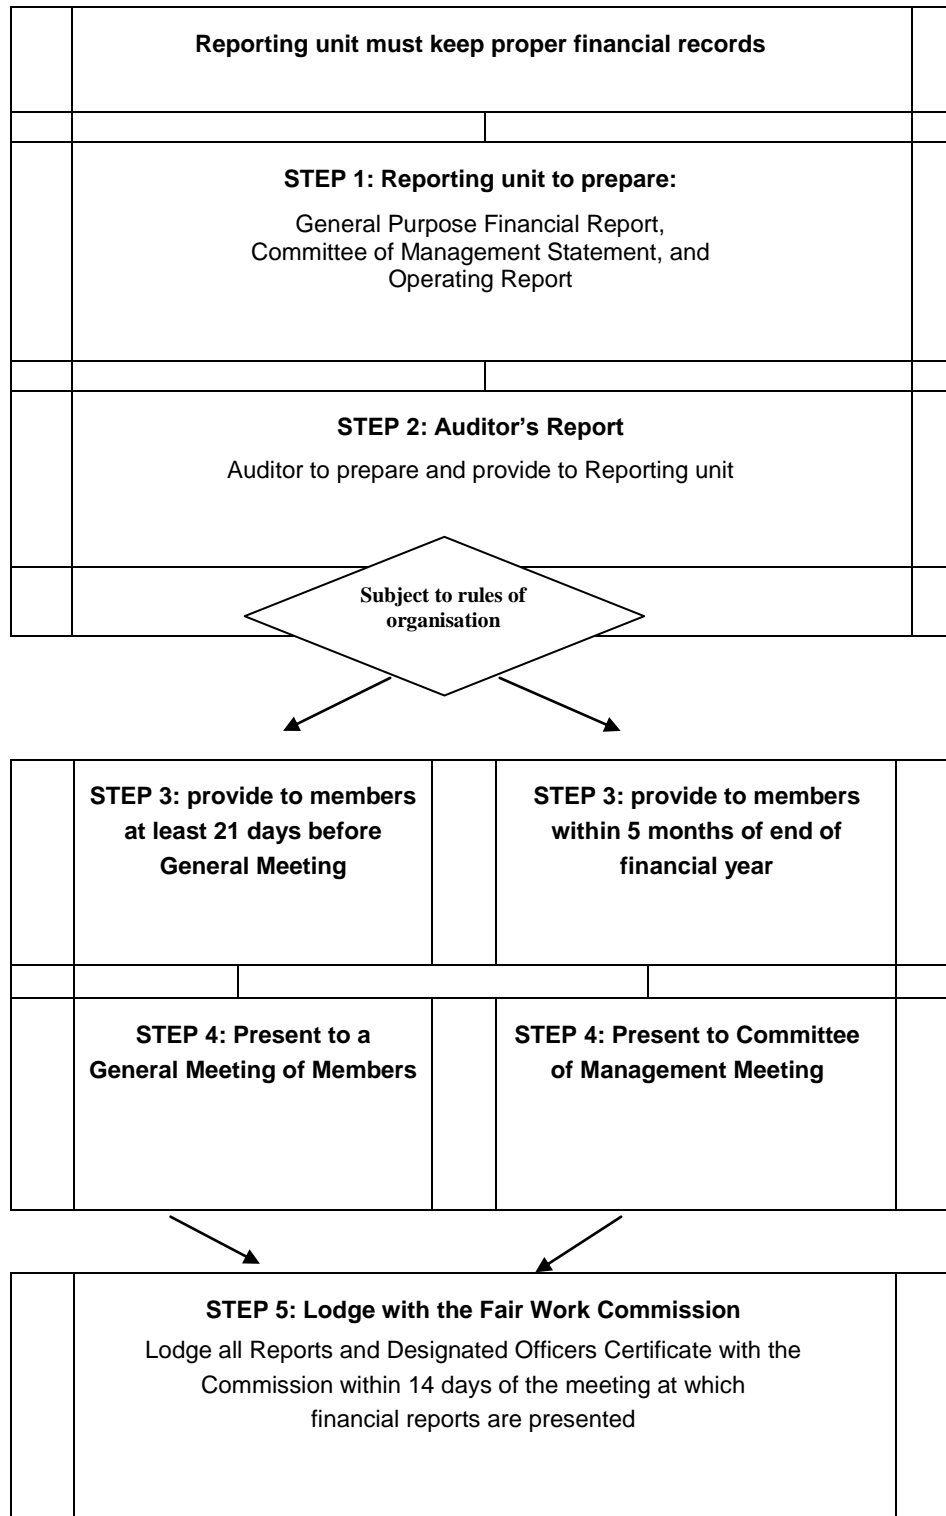 Reporting unit must keep proper financial records
STEP 1: Reporting unit to prepare:
General Purpose Financial Report,
Committee of Management Statement, and
Operating Report
STEP 2: Auditor’s Report
Auditor to prepare and provide to Reporting unit
Subject to rules of
organisation
STEP 3: provide to members
at least 21 days before
General Meeting
STEP 3: provide to members
within 5 months of end of
financial year
STEP 4: Present to a
General Meeting of Members
STEP 4: Present to Committee
of Management Meeting
STEP 5: Lodge with the Fair Work Commission
Lodge all Reports and Designated Officers Certificate with the
Commission within 14 days of the meeting at which
financial reports are presented